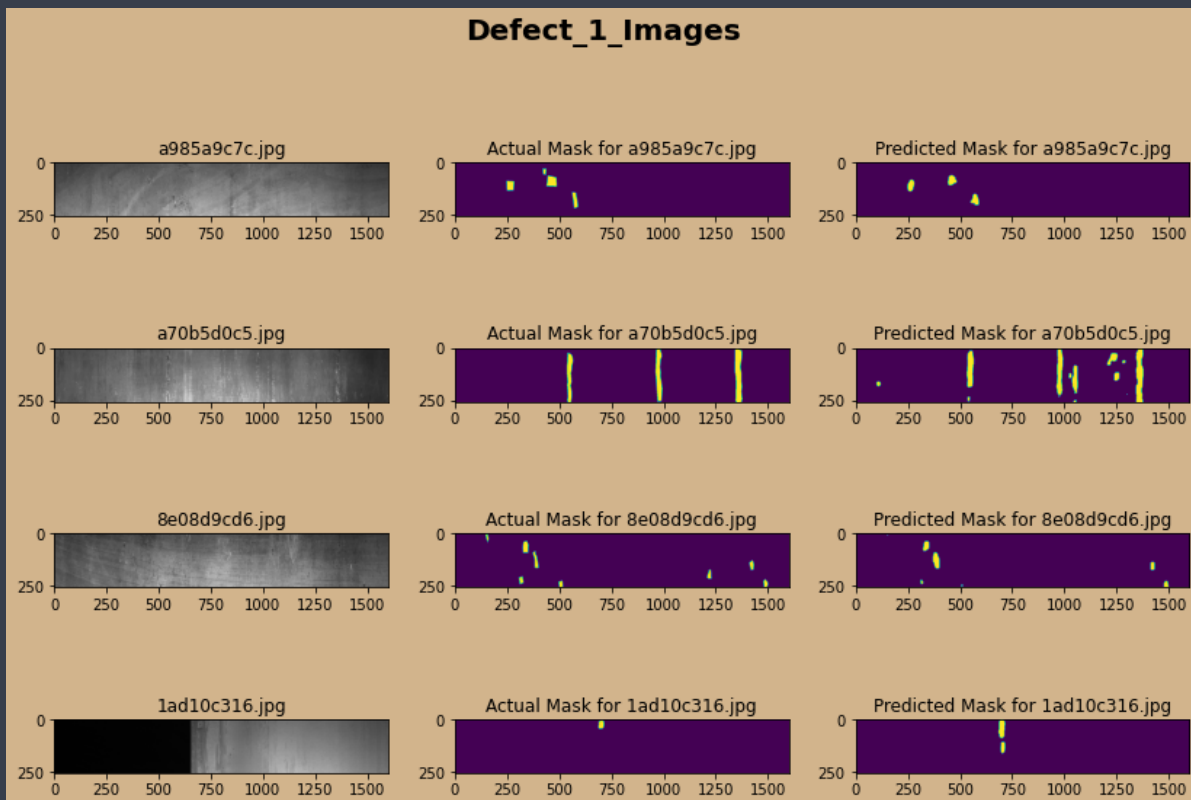 Defect_1_Images
a985a9c7c.jpg
Actual Mask for a985a9c7c.jpg
Predicted Mask for a985a9c7c.jpg
0
250
0 250 500 750 1000 1250 1500
0
250
0 250 500 750 1000 1250 1500
0
250
0 250 500 750 1000 1250 1500
a70b5d0c5.jpg
Actual Mask for a70b5d0c5.jpg
Predicted Mask for a70b5d0c5.jpg
0
250
0 250 500 750 1000 1250 1500
0
250
0 250 500 750 1000 1250 1500
0
250
0 250 500 750 1000 1250 1500
8e08d9cd6.jpg
Actual Mask for 8e08d9cd6.jpg
Predicted Mask for 8e08d9cd6.jpg
0
250
0 250 500 750 1000 1250 1500
0
250
0 250 500 750 1000 1250 1500
0
250
0 250 500 750 1000 1250 1500
1ad10c316.jpg
Actual Mask for 1ad10c316.jpg
Predicted Mask for 1ad10c316.jpg
0
250
0 250 500 750 1000 1250 1500
0
250
0 250 500 750 1000 1250 1500
0
250
0 250 500 750 1000 1250 1500